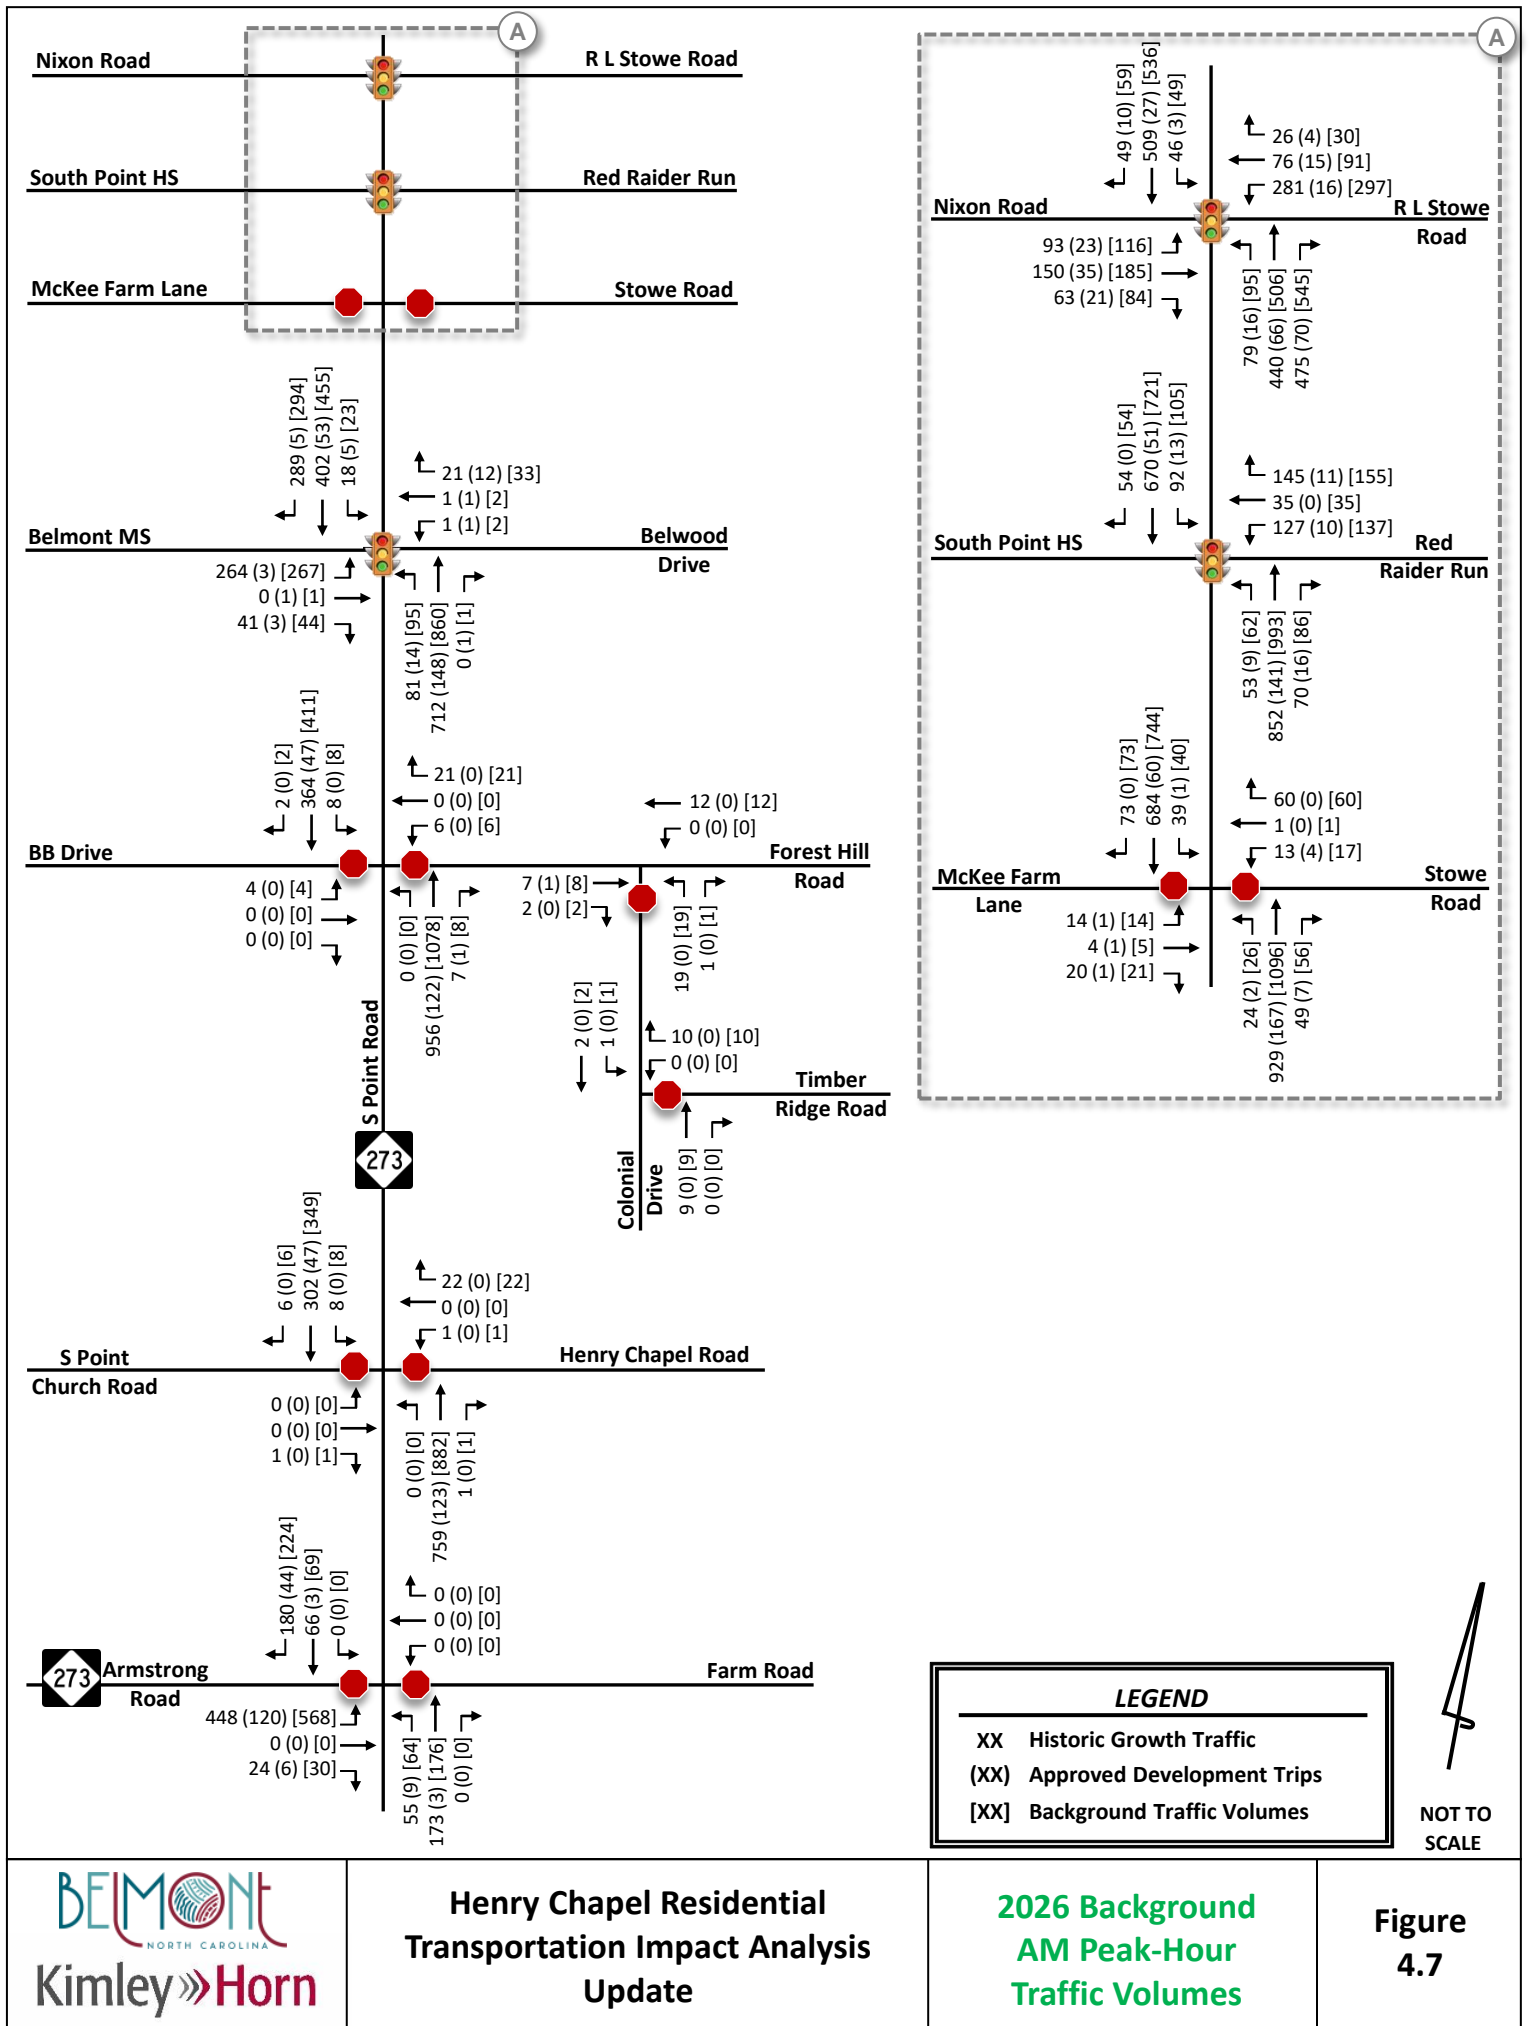 A
Nixon Road
R L Stowe Road
South Point HS
Red Raider Run
McKee Farm Lane
Stowe Road
289 (5) [294]
402 (53) [455]
18 (5) [23]
21 (12) [33]
1 (1) [2]
1 (1) [2]
Belmont MS
Belwood
Drive
264 (3) [267]
0 (1) [1]
41 (3) [44]
81 (14) [95]
712 (148) [860]
0 (1) [1]
2 (0) [2]
364 (47) [411]
8 (0) [8]
21 (0) [21]
0 (0) [0]
6 (0) [6]
12 (0) [12]
0 (0) [0]
BB Drive
Forest Hill
Road
4 (0) [4]
0 (0) [0]
0 (0) [0]
0 (0) [0]
956 (122) [1078]
7 (1) [8]
7 (1) [8]
2 (0) [2]
19 (0) [19]
1 (0) [1]
S Point Road
2 (0) [2]
1 (0) [1]
10 (0) [10]
0 (0) [0]
Timber
Ridge Road
273
Colonial
Drive
9 (0) [9]
0 (0) [0]
6 (0) [6]
302 (47) [349]
8 (0) [8]
22 (0) [22]
0 (0) [0]
1 (0) [1]
S Point
Church Road
Henry Chapel Road
0 (0) [0]
0 (0) [0]
1 (0) [1]
0 (0) [0]
759 (123) [882]
1 (0) [1]
180 (44) [224]
66 (3) [69]
0 (0) [0]
0 (0) [0]
0 (0) [0]
0 (0) [0]
273
Armstrong
Road
Farm Road
448 (120) [568]
0 (0) [0]
24 (6) [30]
55 (9) [64]
173 (3) [176]
0 (0) [0]
A
49 (10) [59]
509 (27) [536]
46 (3) [49]
26 (4) [30]
76 (15) [91]
281 (16) [297]
Nixon Road
R L Stowe
Road
93 (23) [116]
150 (35) [185]
63 (21) [84]
79 (16) [95]
440 (66) [506]
475 (70) [545]
54 (0) [54]
670 (51) [721]
92 (13) [105]
145 (11) [155]
35 (0) [35]
127 (10) [137]
South Point HS
Red
Raider Run
53 (9) [62]
852 (141) [993]
70 (16) [86]
73 (0) [73]
684 (60) [744]
39 (1) [40]
60 (0) [60]
1 (0) [1]
13 (4) [17]
McKee Farm
Lane
Stowe
Road
14 (1) [14]
4 (1) [5]
20 (1) [21]
24 (2) [26]
929 (167) [1096]
49 (7) [56]
LEGEND
XX Historic Growth Traffic
(XX) Approved Development Trips
[XX] Background Traffic Volumes
NOT TO
SCALE
BELMONT
NORTH CAROLINA
Kimley»Horn
Henry Chapel Residential
Transportation Impact Analysis
Update
2026 Background
AM Peak-Hour
Traffic Volumes
Figure
4.7